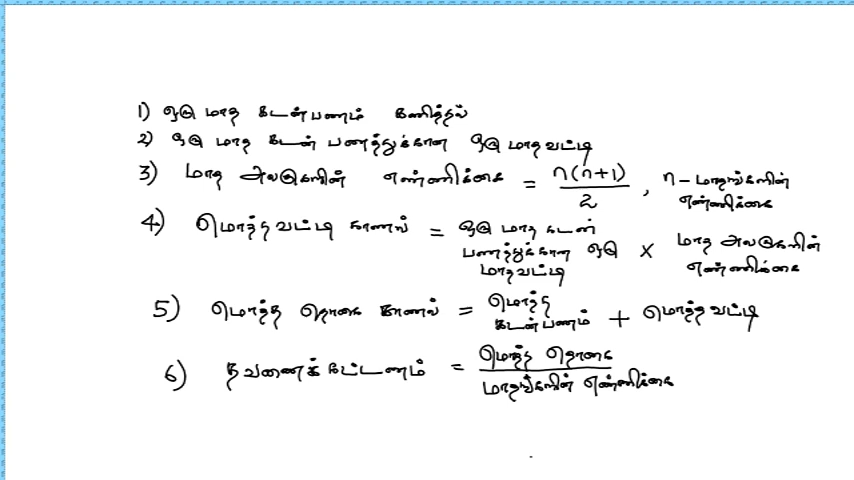 1) ஒரு மாத கடன்பணம் கணித்தல்
2) ஒரு மாத கடன் பணத்துக்கான ஒரு மாதவட்டி
3) மாத அலகுகளின் எண்ணிக்கை = n(n+1)/2 , n - மாதங்களின் எண்ணிக்கை
4) மொத்தவட்டி காணல் = ஒரு மாத கடன் பணத்துக்கான ஒரு மாதவட்டி × மாத அலகுகளின் எண்ணிக்கை
5) மொத்த தொகை காணல் = மொத்த கடன்பணம் + மொத்தவட்டி
6) தவணைக்கட்டணம் = மொத்த தொகை / மாதங்களின் எண்ணிக்கை